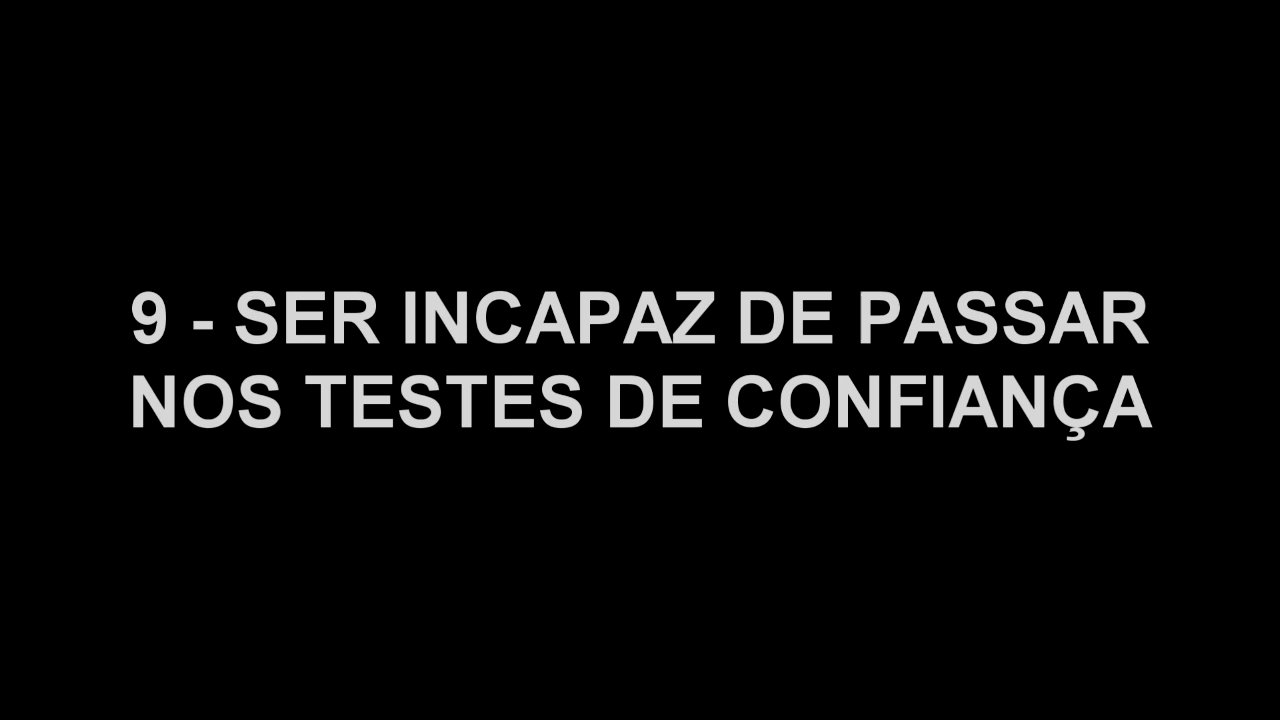 9 - SER INCAPAZ DE PASSAR
NOS TESTES DE CONFIANÇA